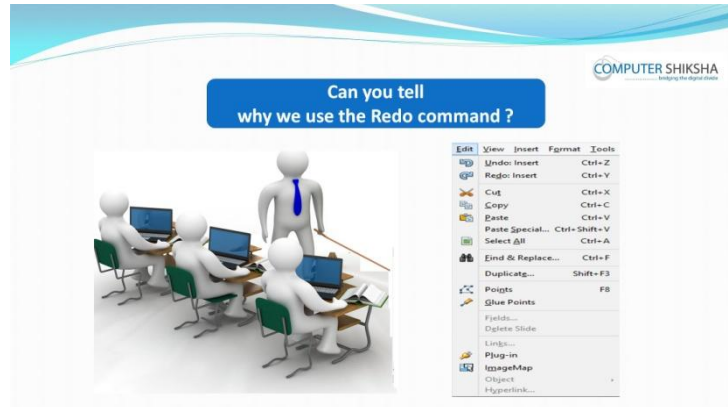 COMPUTER SHIKSHA
bridging the digital divide
Can you tell
why we use the Redo command ?
Edit View Insert Format Tools
Undo: Insert Ctrl+Z
Redo: Insert Ctrl+Y
Cut Ctrl+X
Copy Ctrl+C
Paste Ctrl+V
Paste Special... Ctrl+Shift+V
Select All Ctrl+A
Find & Replace... Ctrl+F
Duplicate... Shift+F3
Points F8
Glue Points
Fields...
Delete Slide
Links...
Plug-in
ImageMap
Object
Hyperlink...